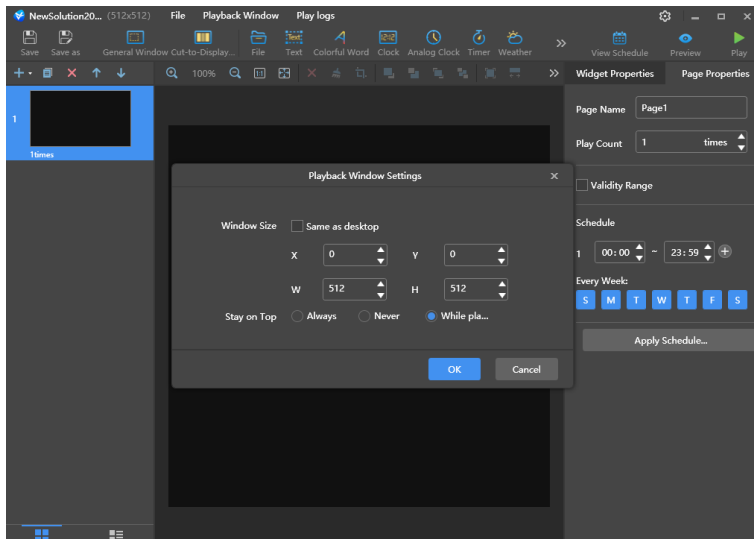 NewSolution20... (512x512) File Playback Window Play logs
Save Save as General Window Cut-to-Display... File Text Colorful Word Clock Analog Clock Timer Weather View Schedule Preview Play
100% 1:1 Widget Properties Page Properties
1
1times
Page Name Page1
Play Count 1 times
Validity Range
Schedule
1 00:00 ~ 23:59
Every Week:
S M T W T F S
Apply Schedule...
Playback Window Settings
Window Size Same as desktop
X 0 Y 0
W 512 H 512
Stay on Top Always Never While pla...
OK Cancel